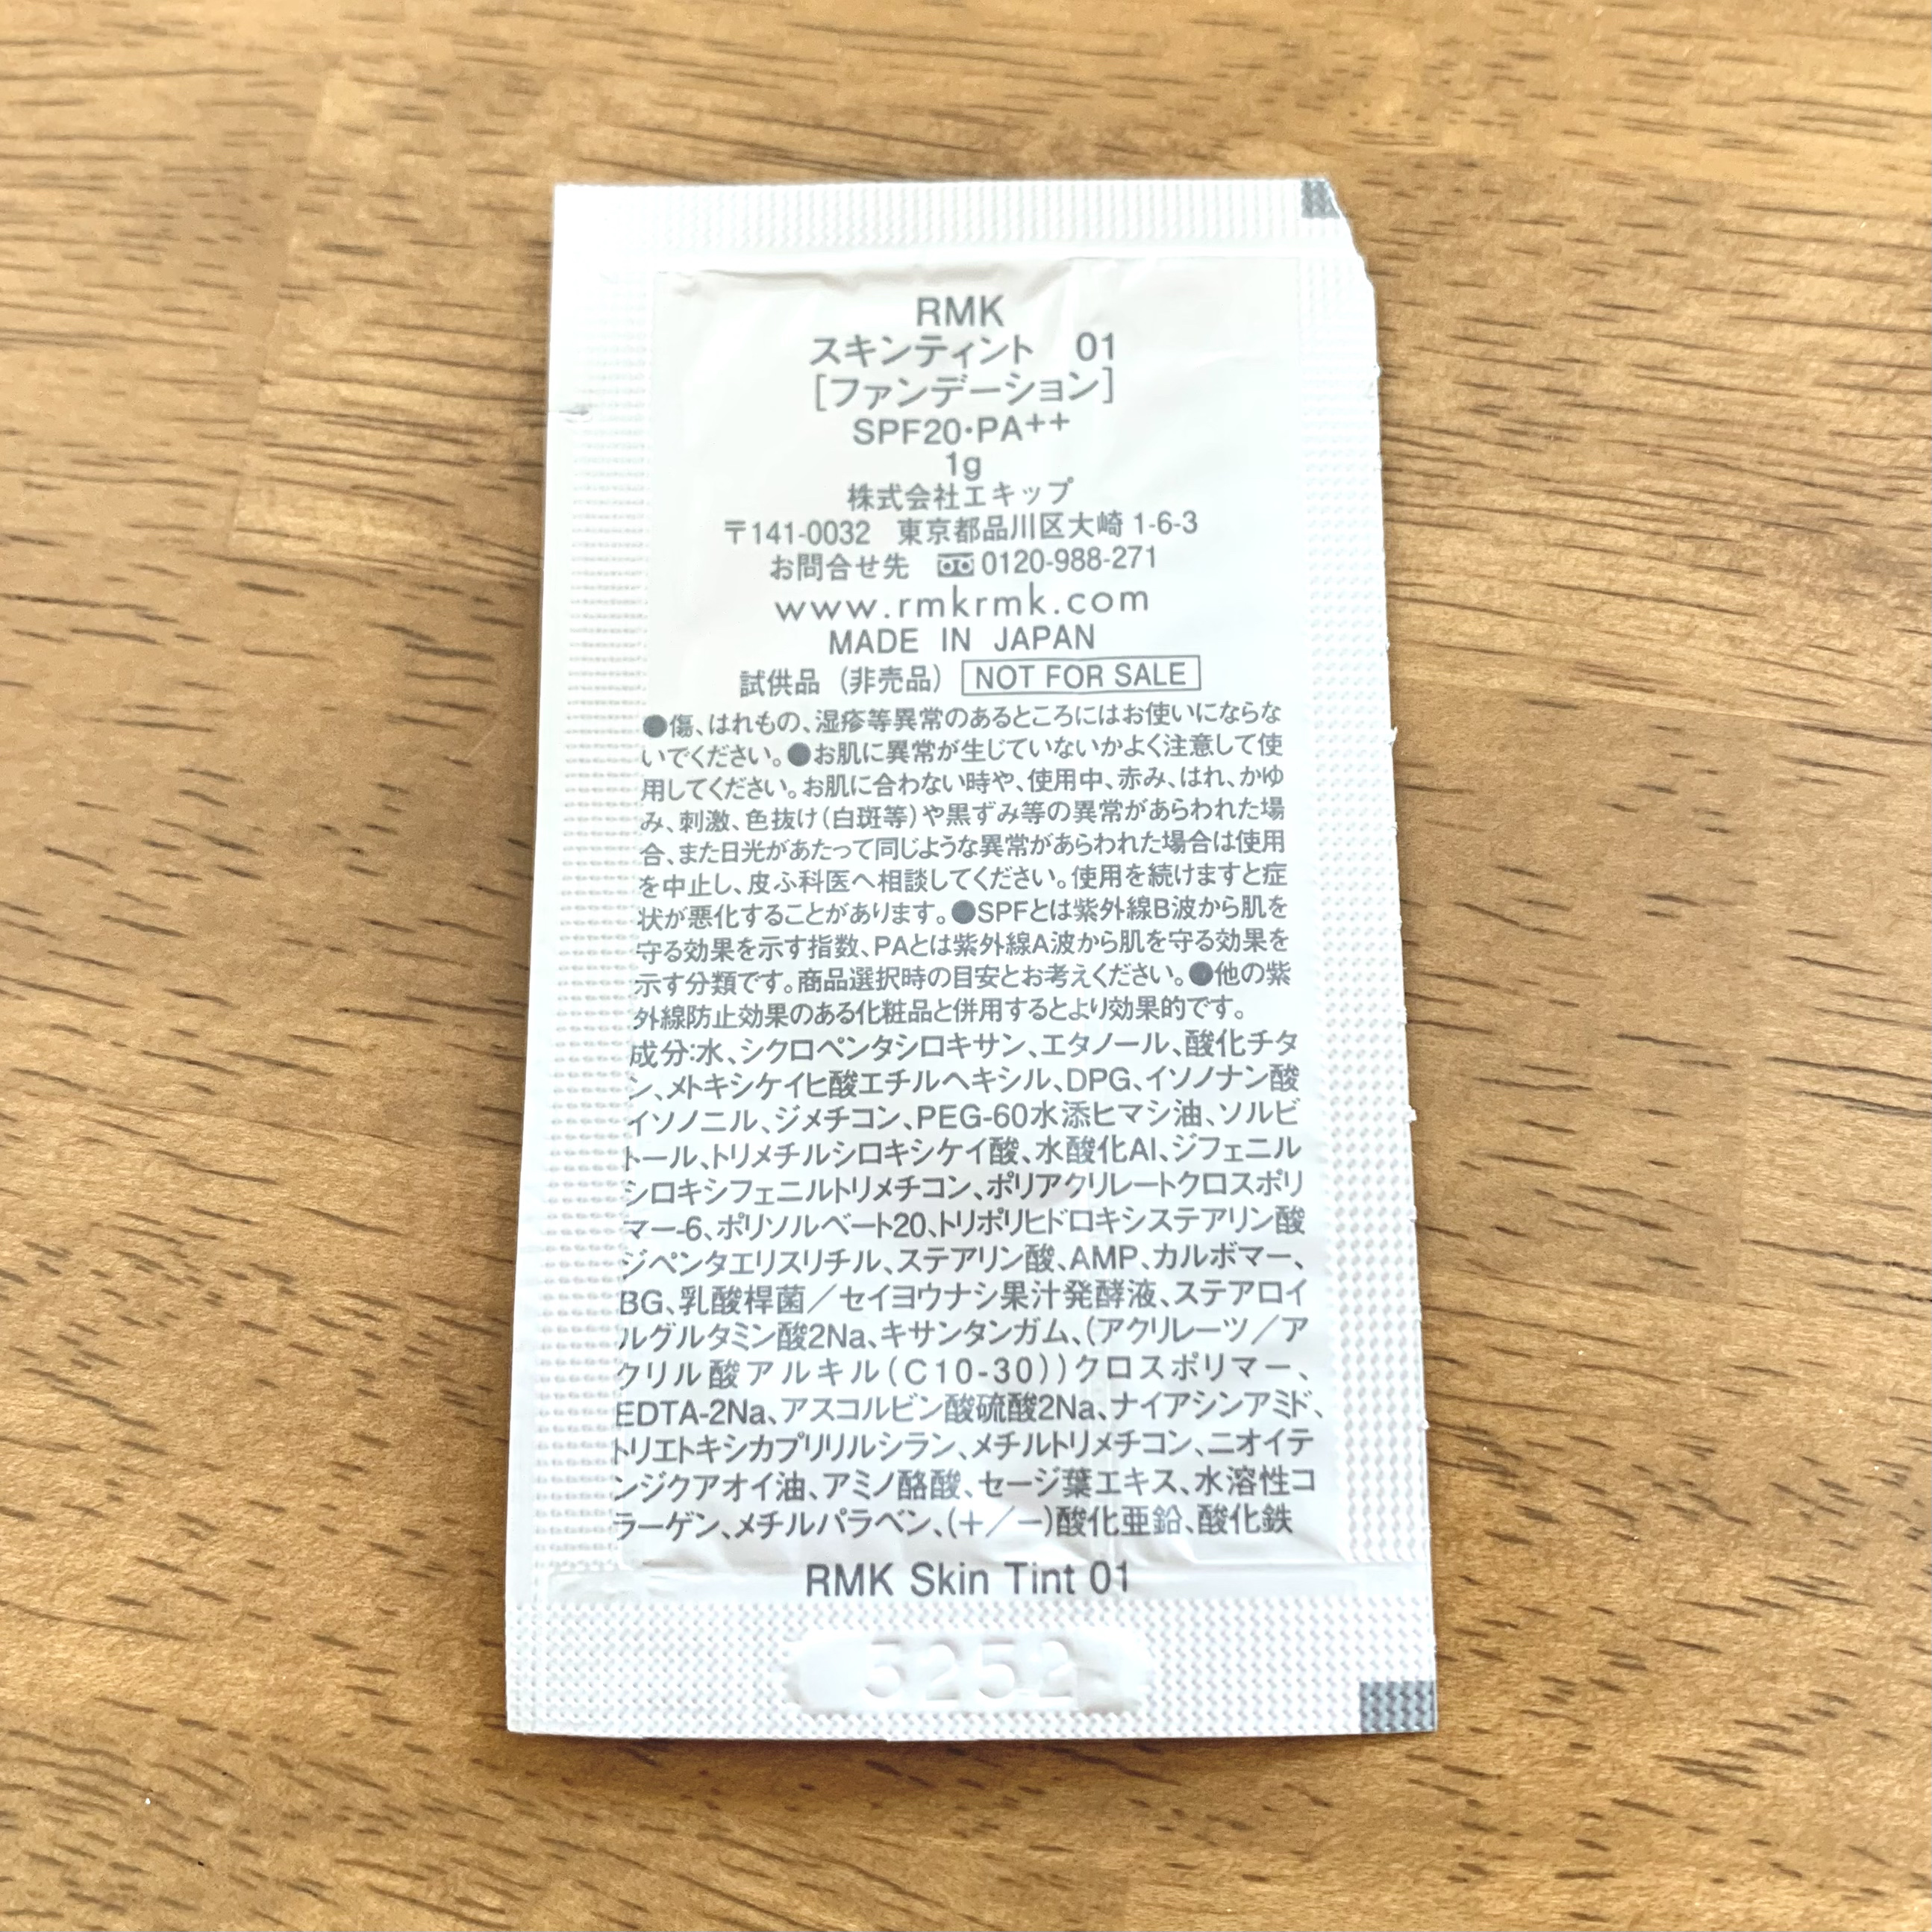 RMK
スキンティント 01
[ファンデーション]
SPF20・PA++
1g
株式会社エキップ
〒141-0032 東京都品川区大崎 1-6-3
お問合せ先 0120-988-271
www.rmkrmk.com
MADE IN JAPAN
試供品（非売品） NOT FOR SALE
●傷、はれもの、湿疹等異常のあるところにはお使いにならな
いでください。●お肌に異常が生じていないかよく注意して使
用してください。お肌に合わない時や、使用中、赤み、はれ、かゆ
み、刺激、色抜け（白斑等）や黒ずみ等の異常があらわれた場
合、また日光があたって同じような異常があらわれた場合は使用
を中止し、皮ふ科医へ相談してください。使用を続けますと症
状が悪化することがあります。●SPFとは紫外線B波から肌を
守る効果を示す指数、PAとは紫外線A波から肌を守る効果を
示す分類です。商品選択時の目安とお考えください。●他の紫
外線防止効果のある化粧品と併用するとより効果的です。
成分:水、シクロペンタシロキサン、エタノール、酸化チタ
ン、メトキシケイヒ酸エチルヘキシル、DPG、イソノナン酸
イソノニル、ジメチコン、PEG-60水添ヒマシ油、ソルビ
トール、トリメチルシロキシケイ酸、水酸化Al、ジフェニル
シロキシフェニルトリメチコン、ポリアクリレートクロスポリ
マー-6、ポリソルベート20、トリポリヒドロキシステアリン酸
ジペンタエリスリチル、ステアリン酸、AMP、カルボマー、
BG、乳酸桿菌／セイヨウナシ果汁発酵液、ステアロイ
ルグルタミン酸2Na、キサンタンガム、（アクリレーツ／ア
クリル酸アルキル（C10-30））クロスポリマー、
EDTA-2Na、アスコルビン酸硫酸2Na、ナイアシンアミド、
トリエトキシカプリリルシラン、メチルトリメチコン、ニオイテ
ンジクアオイ油、アミノ酪酸、セージ葉エキス、水溶性コ
ラーゲン、メチルパラベン、（＋／－）酸化亜鉛、酸化鉄
RMK Skin Tint 01
3252